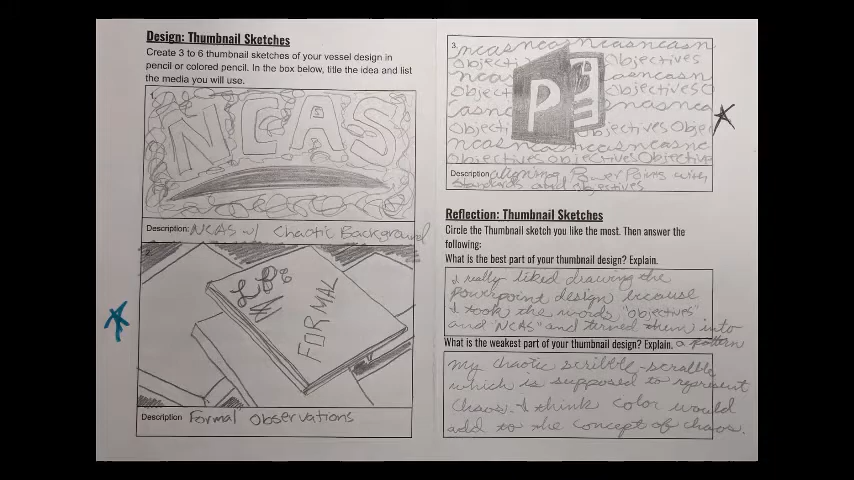 Design: Thumbnail Sketches
Create 3 to 6 thumbnail sketches of your vessel design in
pencil or colored pencil. In the box below, title the idea and list
the media you will use.
1.
NCAS
Description: NCAS w/ Chaotic Background
2.
FORMAL
Description Formal Observations
3.
ncasncasncasncasn
Objectives
Objectives
P
Description aligning PowerPoints with
standards and objectives
Reflection: Thumbnail Sketches
Circle the Thumbnail sketch you like the most. Then answer the
following:
What is the best part of your thumbnail design? Explain.
I really liked drawing the
powerpoint design because
I took the words "objectives"
and "NCAS" and turned them into
a pattern
What is the weakest part of your thumbnail design? Explain.
my chaotic scribble-scrabble
which is supposed to represent
chaos. I think color would
add to the concept of chaos.